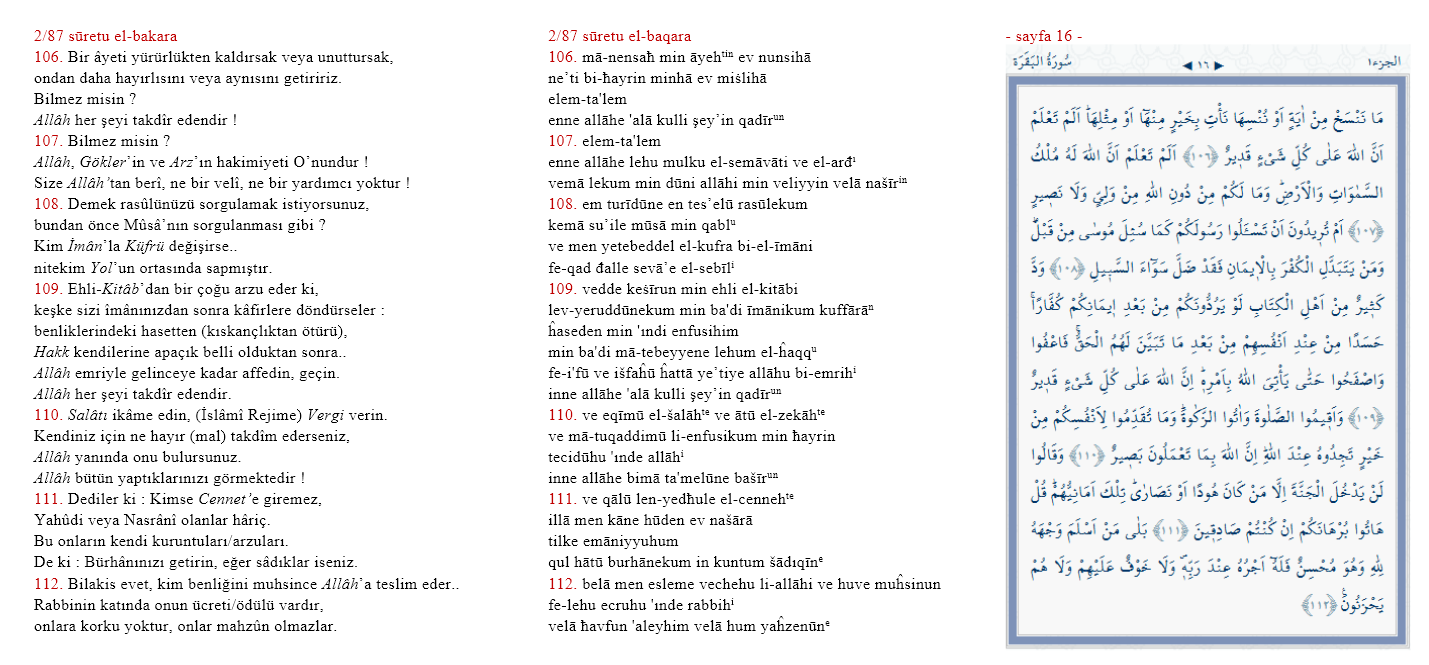 2/87 sūretu el-bakara
106. Bir âyeti yürürlükten kaldırsak veya unuttursak,
ondan daha hayırlısını veya aynısını getiririz.
Bilmez misin ?
Allâh her şeyi takdîr edendir !
107. Bilmez misin ?
Allâh, Gökler’in ve Arz’ın hakimiyeti O’nundur !
Size Allâh’tan berî, ne bir velî, ne bir yardımcı yoktur !
108. Demek rasûlünüzü sorgulamak istiyorsunuz,
bundan önce Mûsâ’nın sorgulanması gibi ?
Kim İmân’la Küfrü değişirse..
nitekim Yol’un ortasında sapmıştır.
109. Ehli-Kitâb’dan bir çoğu arzu eder ki,
keşke sizi îmânınızdan sonra kâfirlere döndürseler :
benliklerindeki hasetten (kıskançlıktan ötürü),
Hakk kendilerine apaçık belli olduktan sonra..
Allâh emriyle gelinceye kadar affedin, geçin.
Allâh her şeyi takdîr edendir.
110. Salâtı ikâme edin, (İslâmî Rejime) Vergi verin.
Kendiniz için ne hayır (mal) takdîm ederseniz,
Allâh yanında onu bulursunuz.
Allâh bütün yaptıklarınızı görmektedir !
111. Dediler ki : Kimse Cennet’e giremez,
Yahûdi veya Nasrânî olanlar hâriç.
Bu onların kendi kuruntuları/arzuları.
De ki : Bürhânınızı getirin, eğer sâdıklar iseniz.
112. Bilakis evet, kim benliğini muhsince Allâh’a teslim eder..
Rabbinin katında onun ücreti/ödülü vardır,
onlara korku yoktur, onlar mahzûn olmazlar.
2/87 sūretu el-baqara
106. mā-nensaħ min āyehᵗⁱⁿ ev nunsihā
ne’ti bi-ħayrin minhā ev miṡlihā
elem-ta'lem
enne allāhe 'alā kulli şey’in qadīrᵘⁿ
107. elem-ta'lem
enne allāhe lehu mulku el-semāvāti ve el-arđⁱ
vemā lekum min dūni allāhi min veliyyin velā našīrⁱⁿ
108. em turīdūne en tes’elū rasūlekum
kemā su’ile mūsā min qablᵘ
ve men yetebeddel el-kufra bi-el-īmāni
fe-qad đalle sevā’e el-sebīlⁱ
109. vedde keṡīrun min ehli el-kitābi
lev-yeruddūnekum min ba'di īmānikum kuffārāⁿ
ĥaseden min 'ındi enfusihim
min ba'di mā-tebeyyene lehum el-ĥaqqᵘ
fe-i'fū ve išfaĥū ĥattā ye’tiye allāhu bi-emrihⁱ
inne allāhe 'alā kulli şey’in qadīrᵘⁿ
110. ve eqīmū el-šalāhᵗᵉ ve ātū el-zekāhᵗᵉ
ve mā-tuqaddimū li-enfusikum min ħayrin
tecidūhu 'ınde allāhⁱ
inne allāhe bimā ta'melūne bašīrᵘⁿ
111. ve qālū len-yedħule el-cennehᵗᵉ
illā men kāne hūden ev našārā
tilke emāniyyuhum
qul hātū burhānekum in kuntum šādıqīnᵉ
112. belā men esleme vechehu li-allāhi ve huve muĥsinun
fe-lehu ecruhu 'ınde rabbihⁱ
velā ħavfun 'aleyhim velā hum yaĥzenūnᵉ
- sayfa 16 -
الجزء١ ◀ ١٦ ▶ سُورَةُ الْبَقَرَةِ
مَا نَنْسَخْ مِنْ اٰيَةٍ اَوْ نُنْسِهَا نَأْتِ بِخَيْرٍ مِنْهَٓا اَوْ مِثْلِهَاۜ اَلَمْ تَعْلَمْ
اَنَّ اللّٰهَ عَلٰى كُلِّ شَيْءٍ قَد۪يرٌ ﴿١٠٦﴾ اَلَمْ تَعْلَمْ اَنَّ اللّٰهَ لَهُ مُلْكُ
السَّمٰوَاتِ وَالْاَرْضِۜ وَمَا لَكُمْ مِنْ دُونِ اللّٰهِ مِنْ وَلِيٍّ وَلَا نَص۪يرٍ
﴿١٠٧﴾ اَمْ تُر۪يدُونَ اَنْ تَسْـَٔلُوا رَسُولَكُمْ كَمَا سُئِلَ مُوسٰى مِنْ قَبْلُۜ
وَمَنْ يَتَبَدَّلِ الْكُفْرَ بِالْا۪يمَانِ فَقَدْ ضَلَّ سَوَٓاءَ السَّب۪يلِ ﴿١٠٨﴾ وَدَّ
كَث۪يرٌ مِنْ اَهْلِ الْكِتَابِ لَوْ يَرُدُّونَكُمْ مِنْ بَعْدِ ا۪يمَانِكُمْ كُفَّارًاۚ
حَسَدًا مِنْ عِنْدِ اَنْفُسِهِمْ مِنْ بَعْدِ مَا تَبَيَّنَ لَهُمُ الْحَقُّۚ فَاعْفُوا
وَاصْفَحُوا حَتّٰى يَأْتِيَ اللّٰهُ بِاَمْرِه۪ۜ اِنَّ اللّٰهَ عَلٰى كُلِّ شَيْءٍ قَد۪يرٌ
﴿١٠٩﴾ وَاَق۪يمُوا الصَّلٰوةَ وَاٰتُوا الزَّكٰوةَۜ وَمَا تُقَدِّمُوا لِاَنْفُسِكُمْ مِنْ
خَيْرٍ تَجِدُوهُ عِنْدَ اللّٰهِۜ اِنَّ اللّٰهَ بِمَا تَعْمَلُونَ بَص۪يرٌ ﴿١١٠﴾ وَقَالُوا
لَنْ يَدْخُلَ الْجَنَّةَ اِلَّا مَنْ كَانَ هُودًا اَوْ نَصَارٰىۜ تِلْكَ اَمَانِيُّهُمْۜ قُلْ
هَاتُوا بُرْهَانَكُمْ اِنْ كُنْتُمْ صَادِق۪ينَ ﴿١١١﴾ بَلٰى مَنْ اَسْلَمَ وَجْهَهُ
لِلّٰهِ وَهُوَ مُحْسِنٌ فَلَهُٓ اَجْرُهُ عِنْدَ رَبِّه۪ۖ وَلَا خَوْفٌ عَلَيْهِمْ وَلَا هُمْ
يَحْزَنُونَ۟ ﴿١١٢﴾